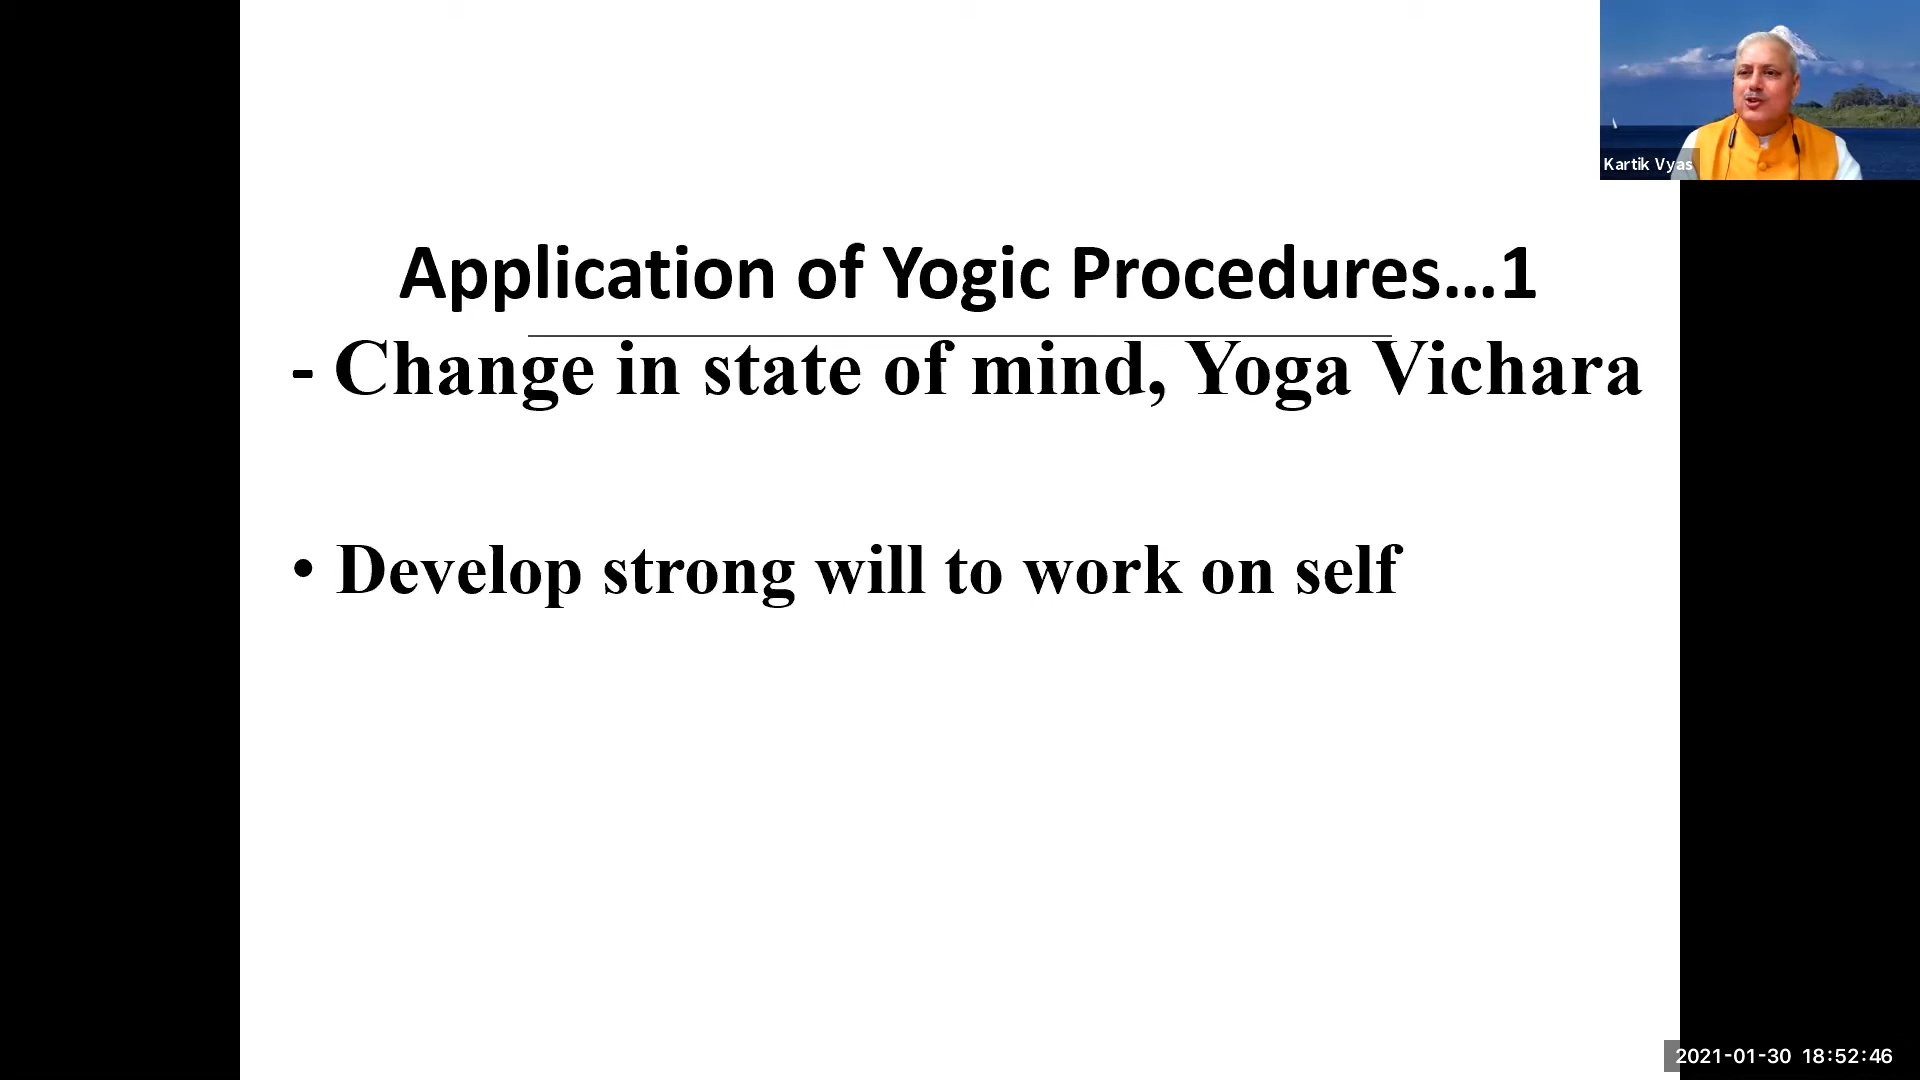 Kartik Vyas
Application of Yogic Procedures...1
- Change in state of mind, Yoga Vichara
• Develop strong will to work on self
2021-01-30 18:52:46